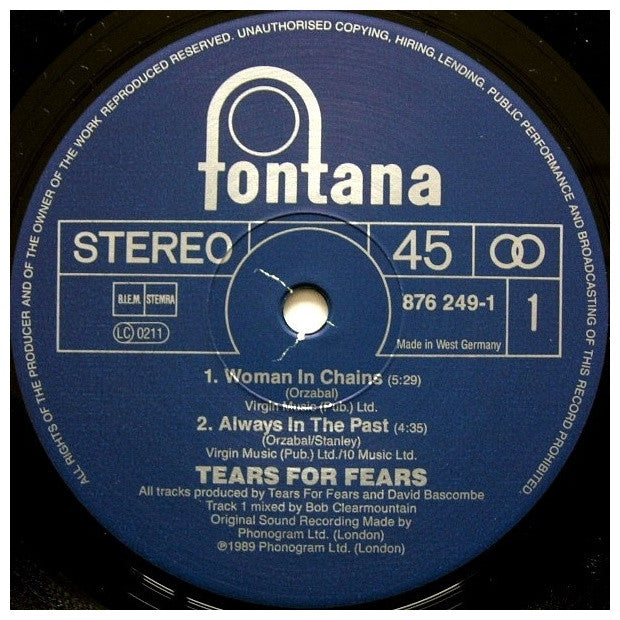 ALL RIGHTS OF THE PRODUCER AND OF THE OWNER OF THE WORK REPRODUCED RESERVED. UNAUTHORISED COPYING, HIRING, LENDING, PUBLIC PERFORMANCE AND BROADCASTING OF THIS RECORD PROHIBITED.
fontana
STEREO 45
B.I.E.M. STEMRA
LC 0211
876 249-1 1
Made in West Germany
1. Woman In Chains (5:29)
(Orzabal)
Virgin Music (Pub.) Ltd.
2. Always In The Past (4:35)
(Orzabal/Stanley)
Virgin Music (Pub.) Ltd./10 Music Ltd.
TEARS FOR FEARS
All tracks produced by Tears For Fears and David Bascombe
Track 1 mixed by Bob Clearmountain
Original Sound Recording Made by
Phonogram Ltd. (London)
℗1989 Phonogram Ltd. (London)